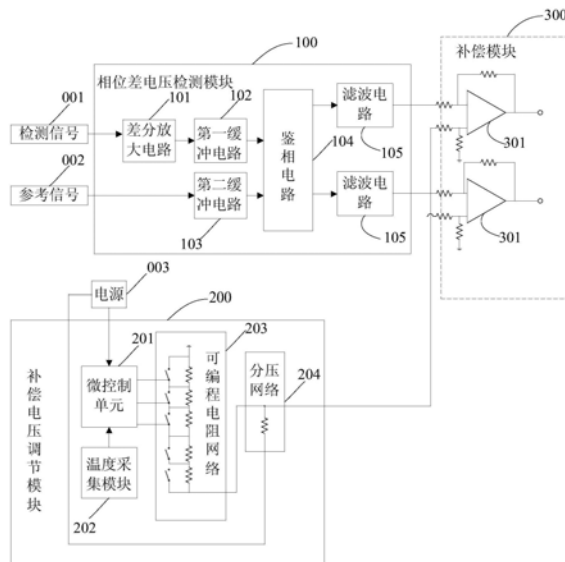 300
100
补偿模块
相位差电压检测模块
001
101
102
滤波电
路
检测信号
差分放
大电路
第一缓
冲电路
鉴相电路
104
105
301
002
参考信号
第二缓
冲电路
滤波电
路
103
105
301
003
电源
200
201
203
204
补偿电压调节模块
微控制
单元
可编程电阻网络
分压
网络
温度采
集模块
202